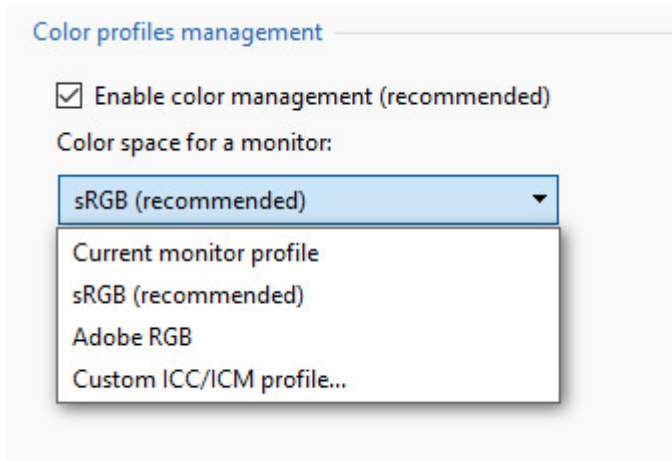 Color profiles management
Enable color management (recommended)
Color space for a monitor:
sRGB (recommended)
Current monitor profile
sRGB (recommended)
Adobe RGB
Custom ICC/ICM profile...